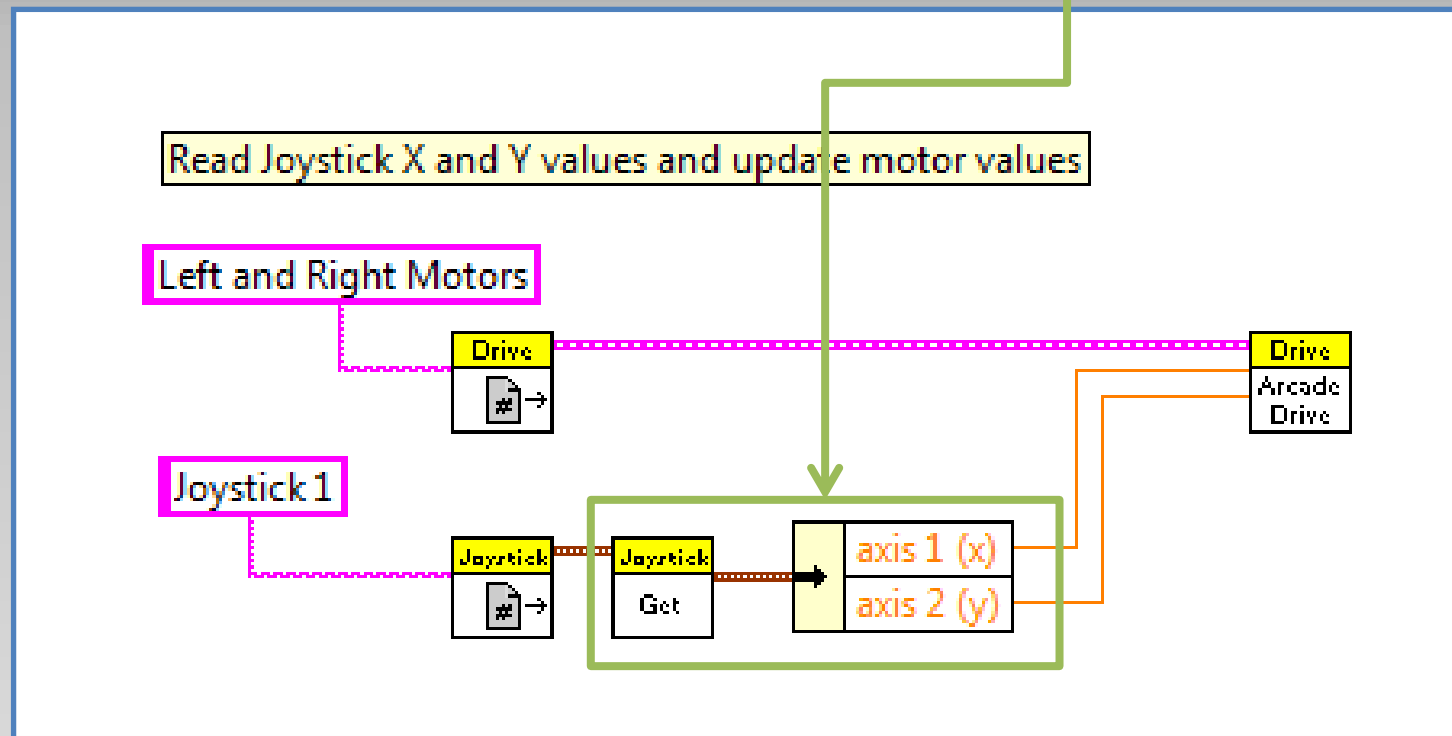 Read Joystick X and Y values and update motor values
Left and Right Motors
Drive
#
Drive
Arcade
Drive
Joystick 1
Joystick
#
Joystick
Get
axis 1 (x)
axis 2 (y)